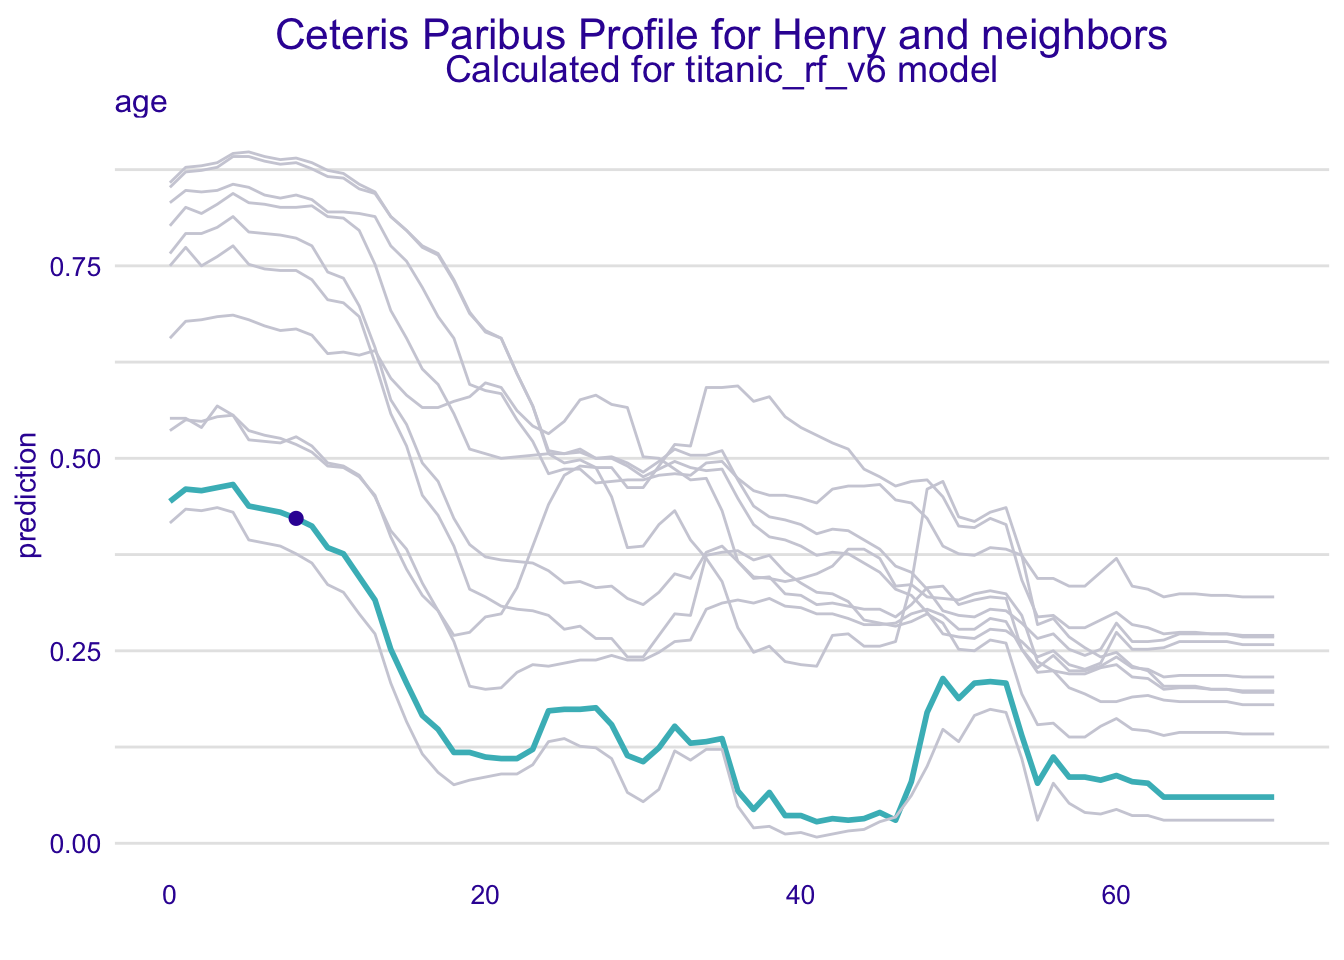 Ceteris Paribus Profile for Henry and neighbors
Calculated for titanic_rf_v6 model
age
prediction
0.75
0.50
0.25
0.00
0 20 40 60